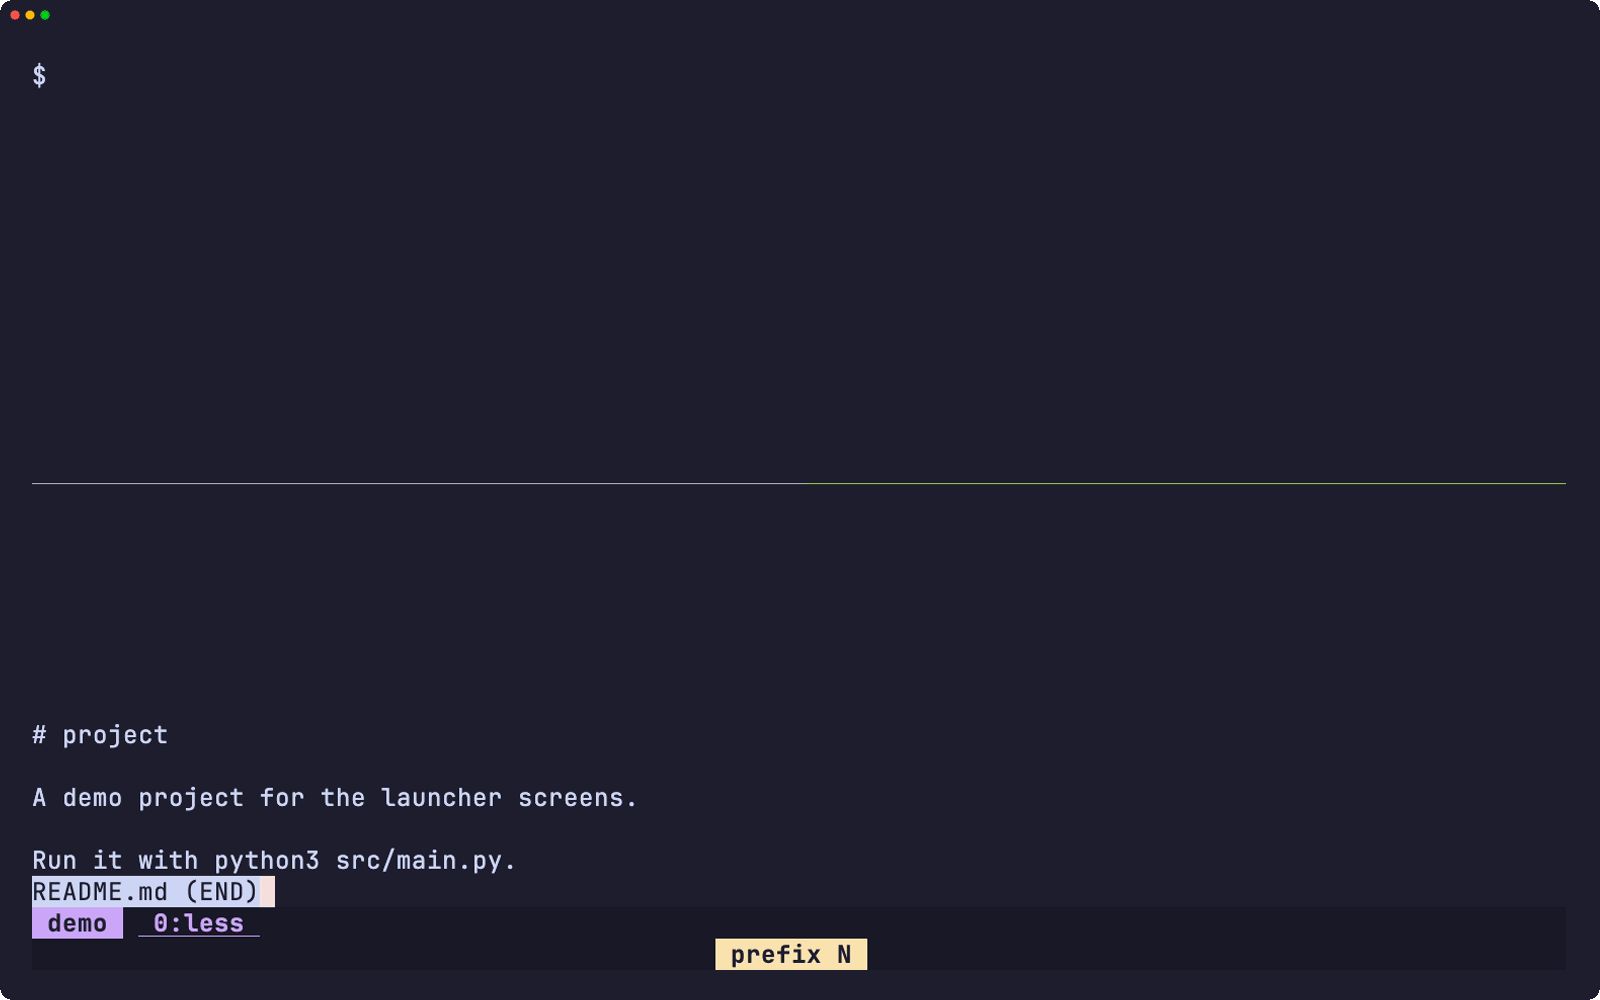 $
# project
A demo project for the launcher screens.
Run it with python3 src/main.py.
README.md (END)
demo 0:less
prefix N